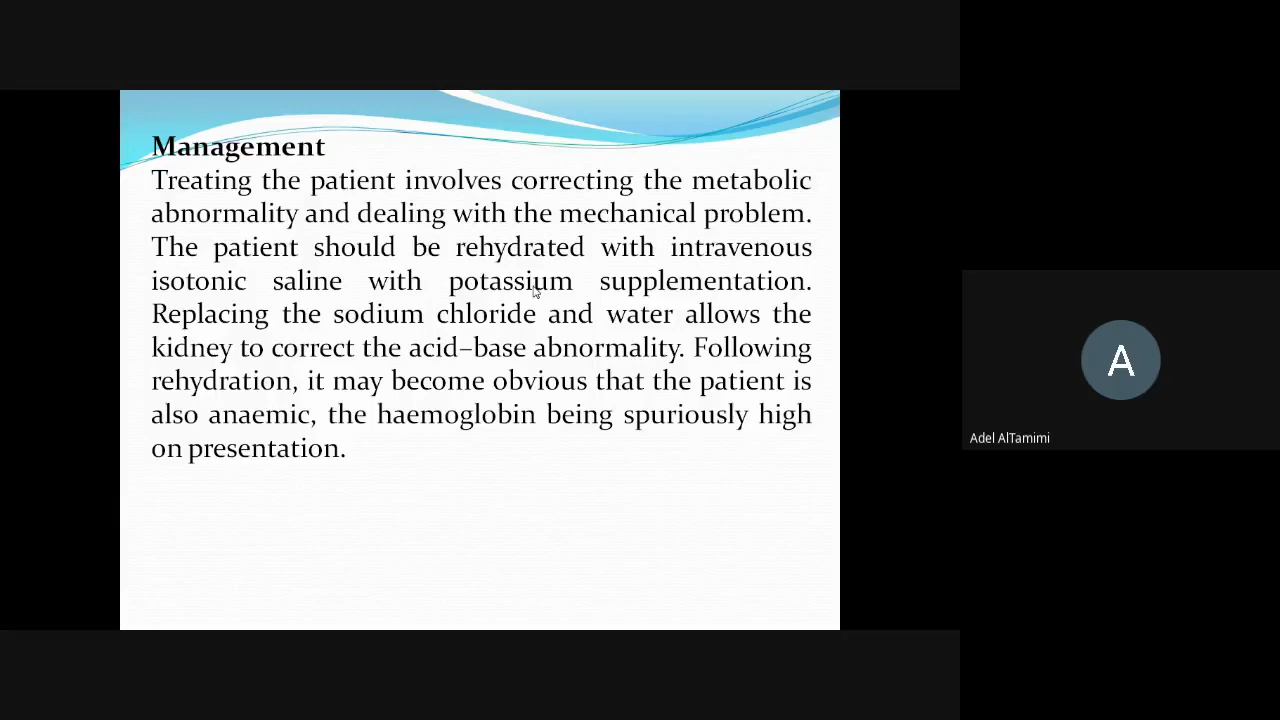 Management
Treating the patient involves correcting the metabolic
abnormality and dealing with the mechanical problem.
The patient should be rehydrated with intravenous
isotonic saline with potassium supplementation.
Replacing the sodium chloride and water allows the
kidney to correct the acid–base abnormality. Following
rehydration, it may become obvious that the patient is
also anaemic, the haemoglobin being spuriously high
on presentation.
A
Adel AlTamimi